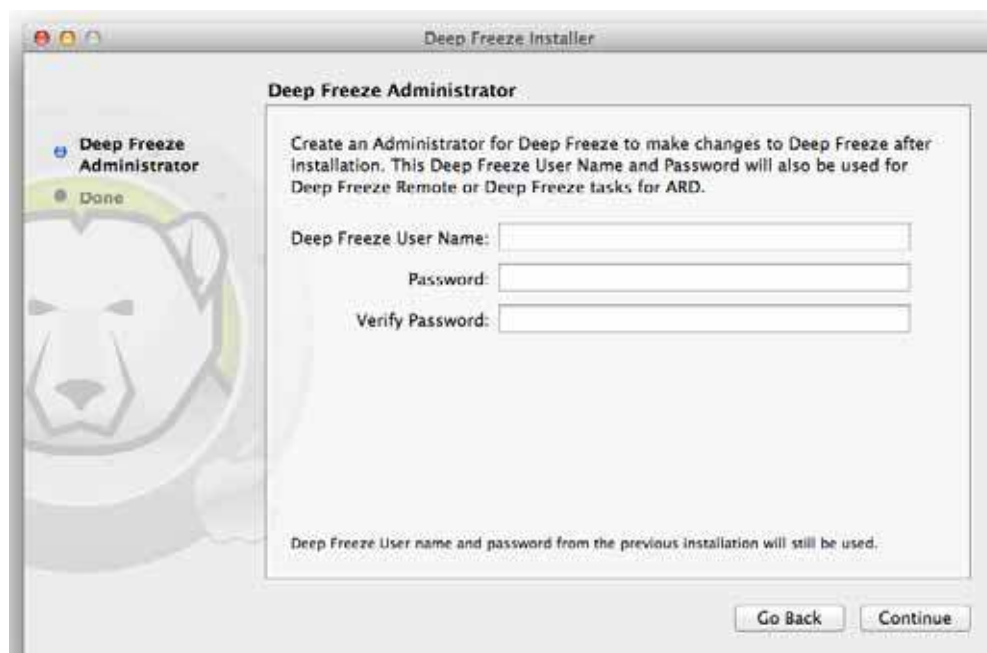 Deep Freeze Installer
Deep Freeze Administrator
Deep Freeze
Administrator
Done
Create an Administrator for Deep Freeze to make changes to Deep Freeze after
installation. This Deep Freeze User Name and Password will also be used for
Deep Freeze Remote or Deep Freeze tasks for ARD.
Deep Freeze User Name:
Password:
Verify Password:
Deep Freeze User name and password from the previous installation will still be used.
Go Back
Continue